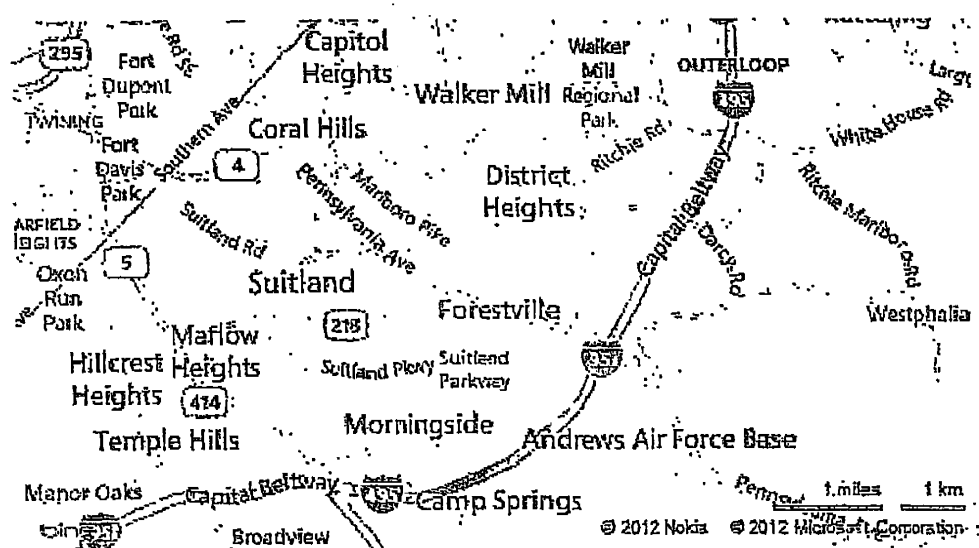 295
Rd SE
Fort
Dupont
Park
Capitol
Heights
Walker
Mill
Regional
Park
Walker Mill
OUTERLOOP
Largo
White House Rd
TWINING
Southern Ave
Coral Hills
Fort
Davis
Park
4
Ritchie Rd
District
Heights
Capital Beltway
Ritchie Marlboro Rd
Marlboro Pike
Pennsylvania Ave
Suitland Rd
Darcy Rd
5
Oxon
Run
Park
Suitland
Forestville
Westphalia
218
Hillcrest
Heights
Suitland Pkwy
Suitland
Parkway
414
Temple Hills
Morningside
Andrews Air Force Base
Manor Oaks
Capital Beltway
Camp Springs
bing
Broadview
1 miles
1 km
© 2012 Nokia
© 2012 Microsoft Corporation